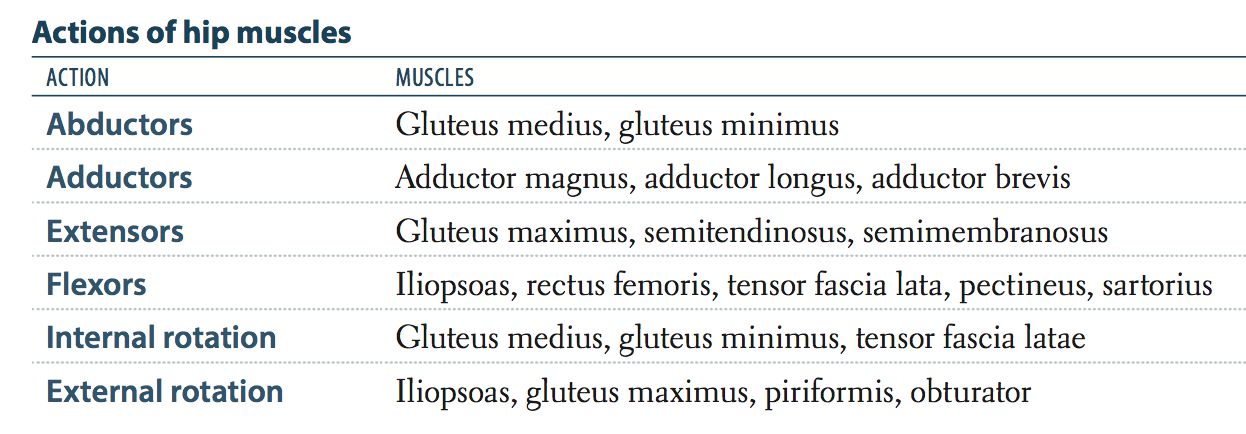 Actions of hip muscles
ACTION MUSCLES
Abductors Gluteus medius, gluteus minimus
Adductors Adductor magnus, adductor longus, adductor brevis
Extensors Gluteus maximus, semitendinosus, semimembranosus
Flexors Iliopsoas, rectus femoris, tensor fascia lata, pectineus, sartorius
Internal rotation Gluteus medius, gluteus minimus, tensor fascia latae
External rotation Iliopsoas, gluteus maximus, piriformis, obturator